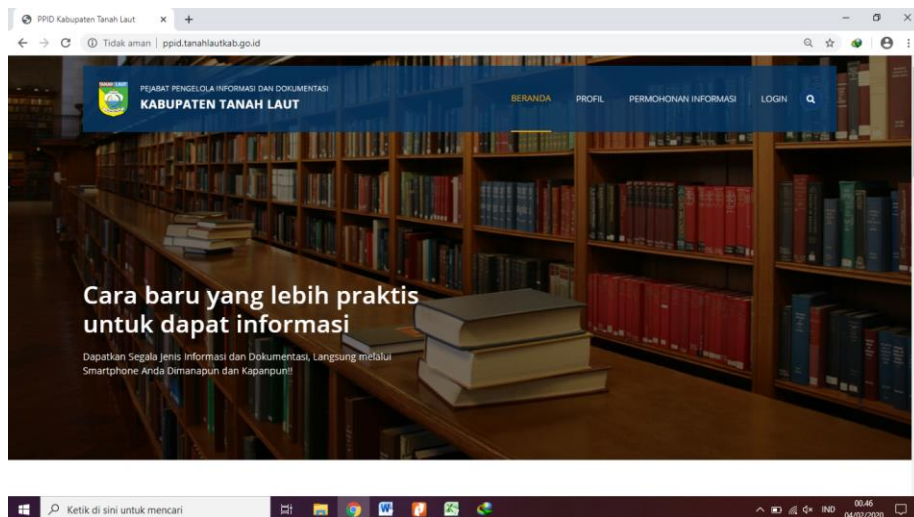 PPID Kabupaten Tanah Laut
Tidak aman | ppid.tanahlautkab.go.id
PEJABAT PENGELOLA INFORMASI DAN DOKUMENTASI
KABUPATEN TANAH LAUT
BERANDA PROFIL PERMOHONAN INFORMASI LOGIN
Cara baru yang lebih praktis
untuk dapat informasi
Dapatkan Segala Jenis Informasi dan Dokumentasi, Langsung melalui
Smartphone Anda Dimanapun dan Kapanpun!!
Ketik di sini untuk mencari
IND
00.46
04/02/2020